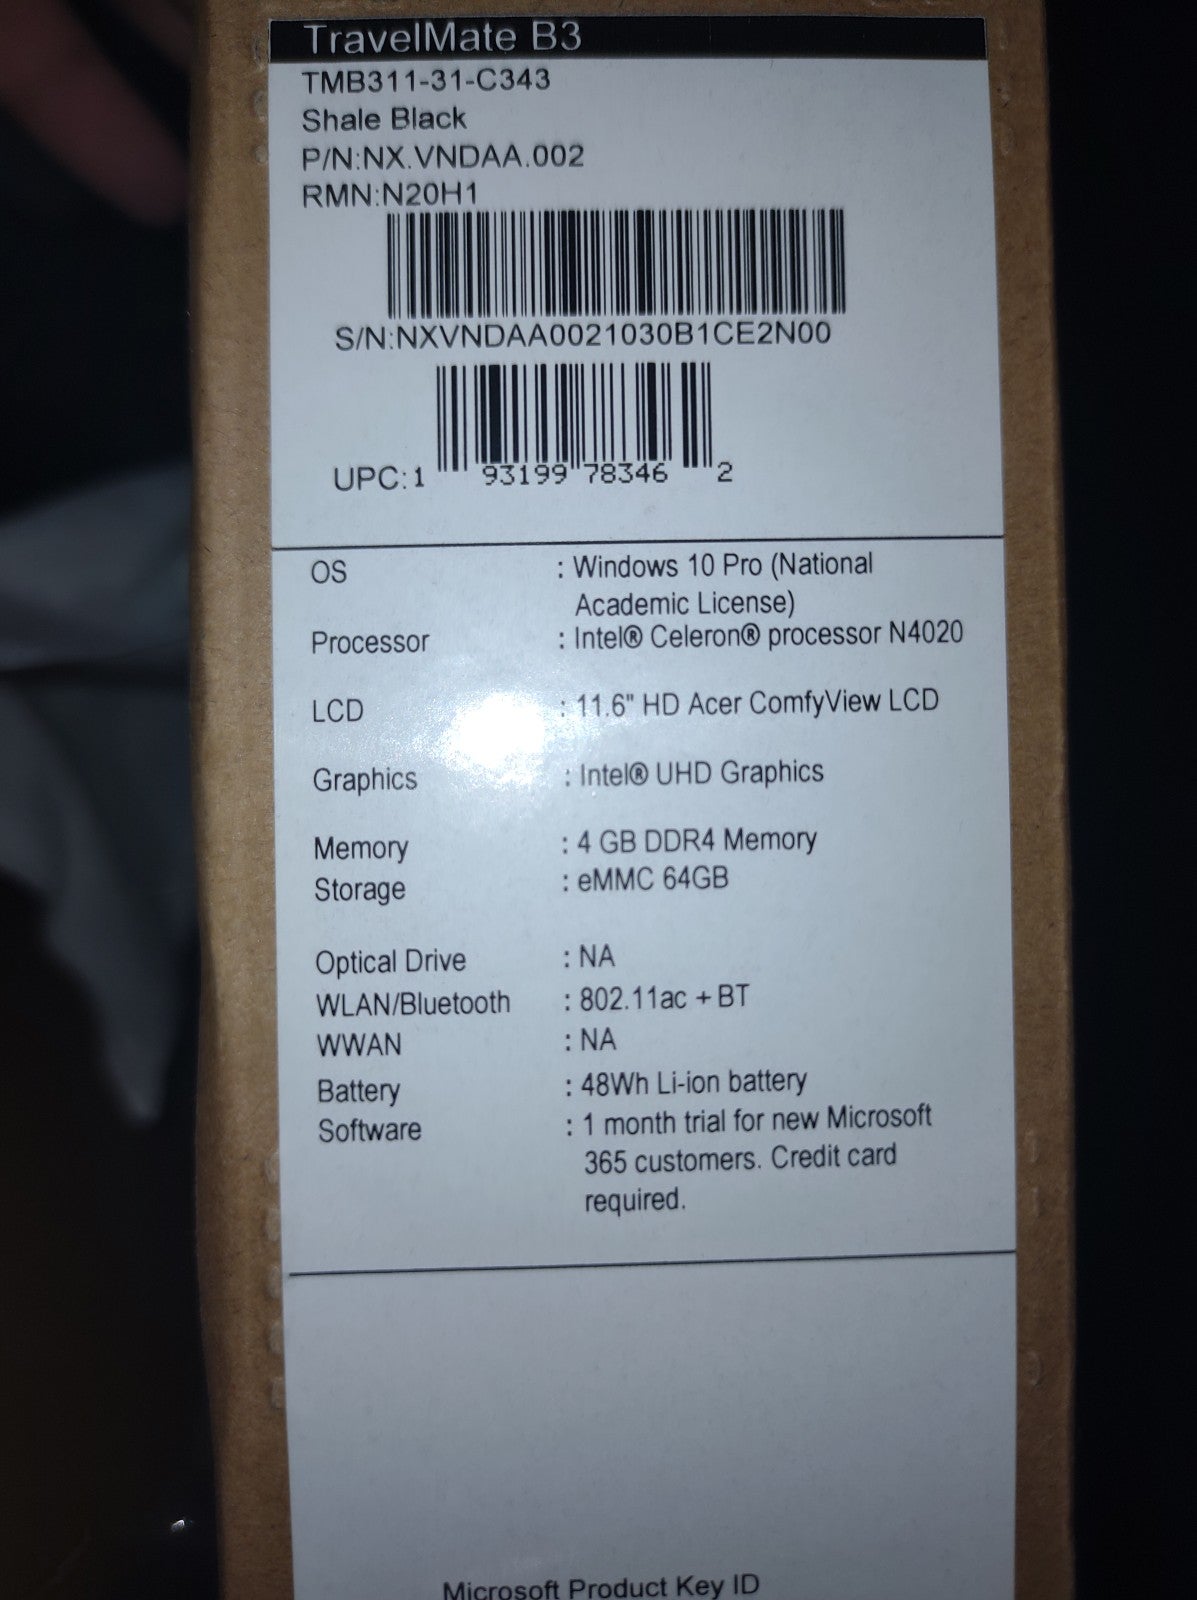 TravelMate B3
TMB311-31-C343
Shale Black
P/N:NX.VNDAA.002
RMN:N20H1
S/N:NXVNDAA0021030B1CE2N00
UPC:1 93199 78346 2
OS : Windows 10 Pro (National
Academic License)
Processor : Intel® Celeron® processor N4020
LCD : 11.6" HD Acer ComfyView LCD
Graphics : Intel® UHD Graphics
Memory : 4 GB DDR4 Memory
Storage : eMMC 64GB
Optical Drive : NA
WLAN/Bluetooth : 802.11ac + BT
WWAN : NA
Battery : 48Wh Li-ion battery
Software : 1 month trial for new Microsoft
365 customers. Credit card
required.
Microsoft Product Key ID